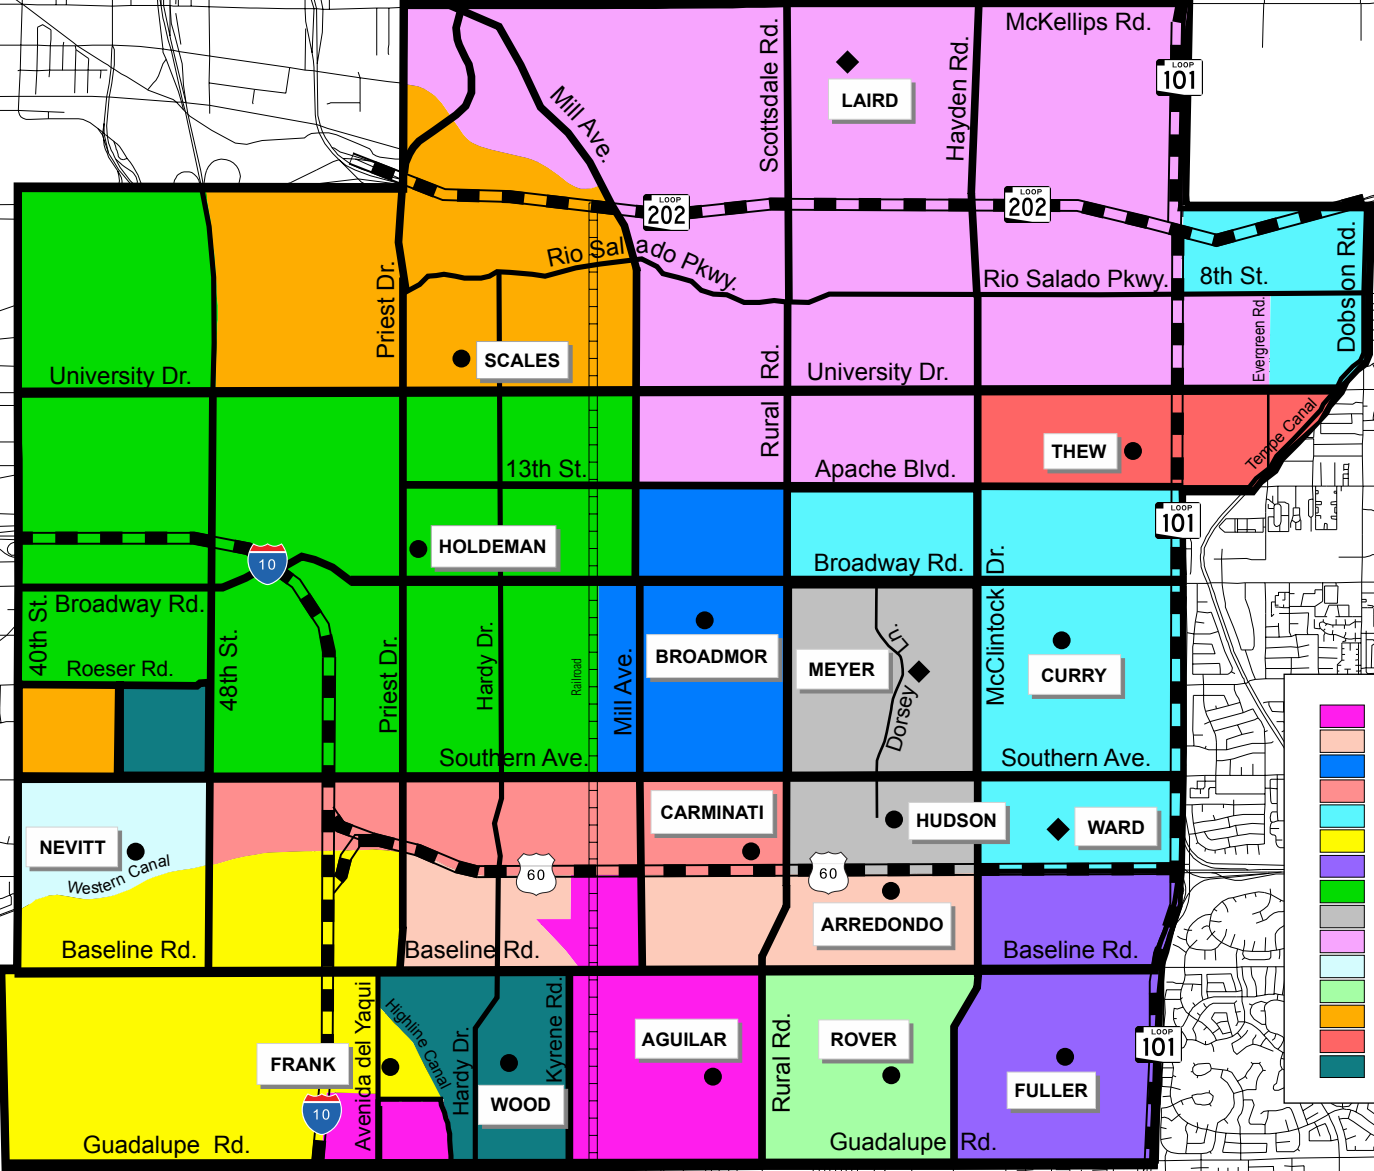 McKellips Rd.
LOOP
101
Mill Ave.
Scottsdale Rd.
LAIRD
Hayden Rd.
LOOP
202
LOOP
202
Rio Salado Pkwy.
Rio Salado Pkwy.
8th St.
Dobson Rd.
Priest Dr.
Evergreen Rd.
SCALES
University Dr.
Rd.
University Dr.
Rural
THEW
Tempe Canal
13th St.
Apache Blvd.
LOOP
101
HOLDEMAN
10
Broadway Rd.
Dr.
Broadway Rd.
40th St.
48th St.
Roeser Rd.
Priest Dr.
Hardy Dr.
Railroad
Mill Ave.
BROADMOR
MEYER
Dorsey Ln.
McClintock
CURRY
Southern Ave.
Southern Ave.
NEVITT
Western Canal
CARMINATI
HUDSON
WARD
60
60
ARREDONDO
Baseline Rd.
Baseline Rd.
Baseline Rd.
FRANK
10
Avenida del Yaqui
Highline Canal
Hardy Dr.
WOOD
Kyrene Rd.
AGUILAR
Rural Rd.
ROVER
FULLER
LOOP
101
Guadalupe Rd.
Guadalupe Rd.